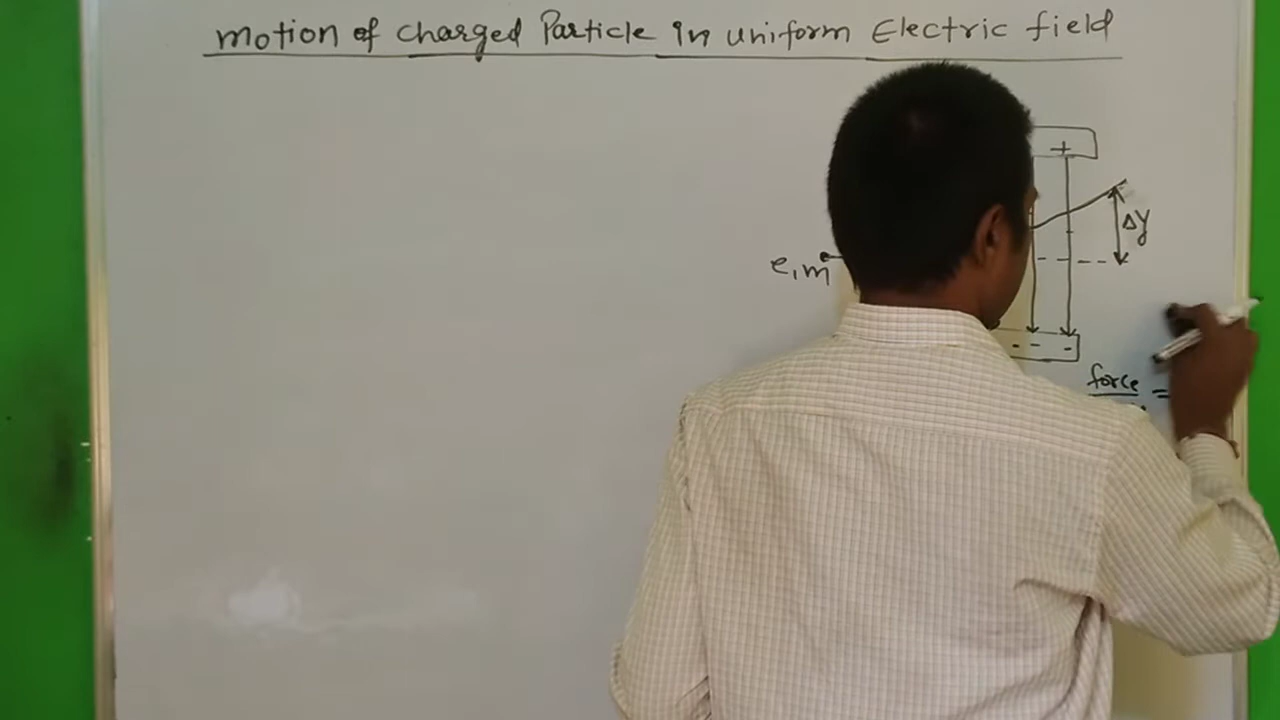 motion of charged Particle in uniform Electric field
+
Δy
e, m
- - -
force =